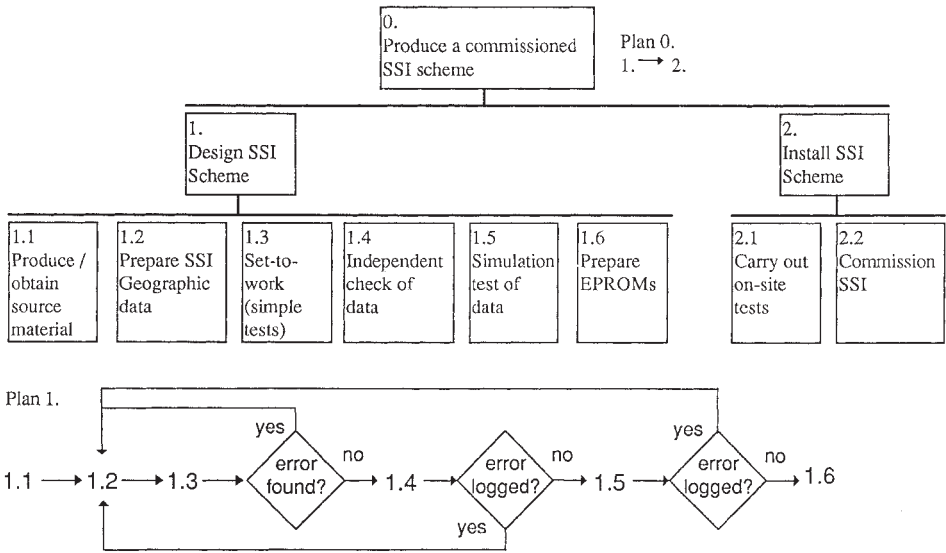 0.
Produce a commissioned
SSI scheme
Plan 0.
1. → 2.
1.
Design SSI
Scheme
2.
Install SSI
Scheme
1.1
Produce /
obtain
source
material
1.2
Prepare SSI
Geographic
data
1.3
Set-to-
work
(simple
tests)
1.4
Independent
check of
data
1.5
Simulation
test of
data
1.6
Prepare
EPROMs
2.1
Carry out
on-site
tests
2.2
Commission
SSI
Plan 1.
1.1
1.2
1.3
yes
error
found?
no
1.4
error
logged?
yes
no
1.5
yes
error
logged?
no
1.6